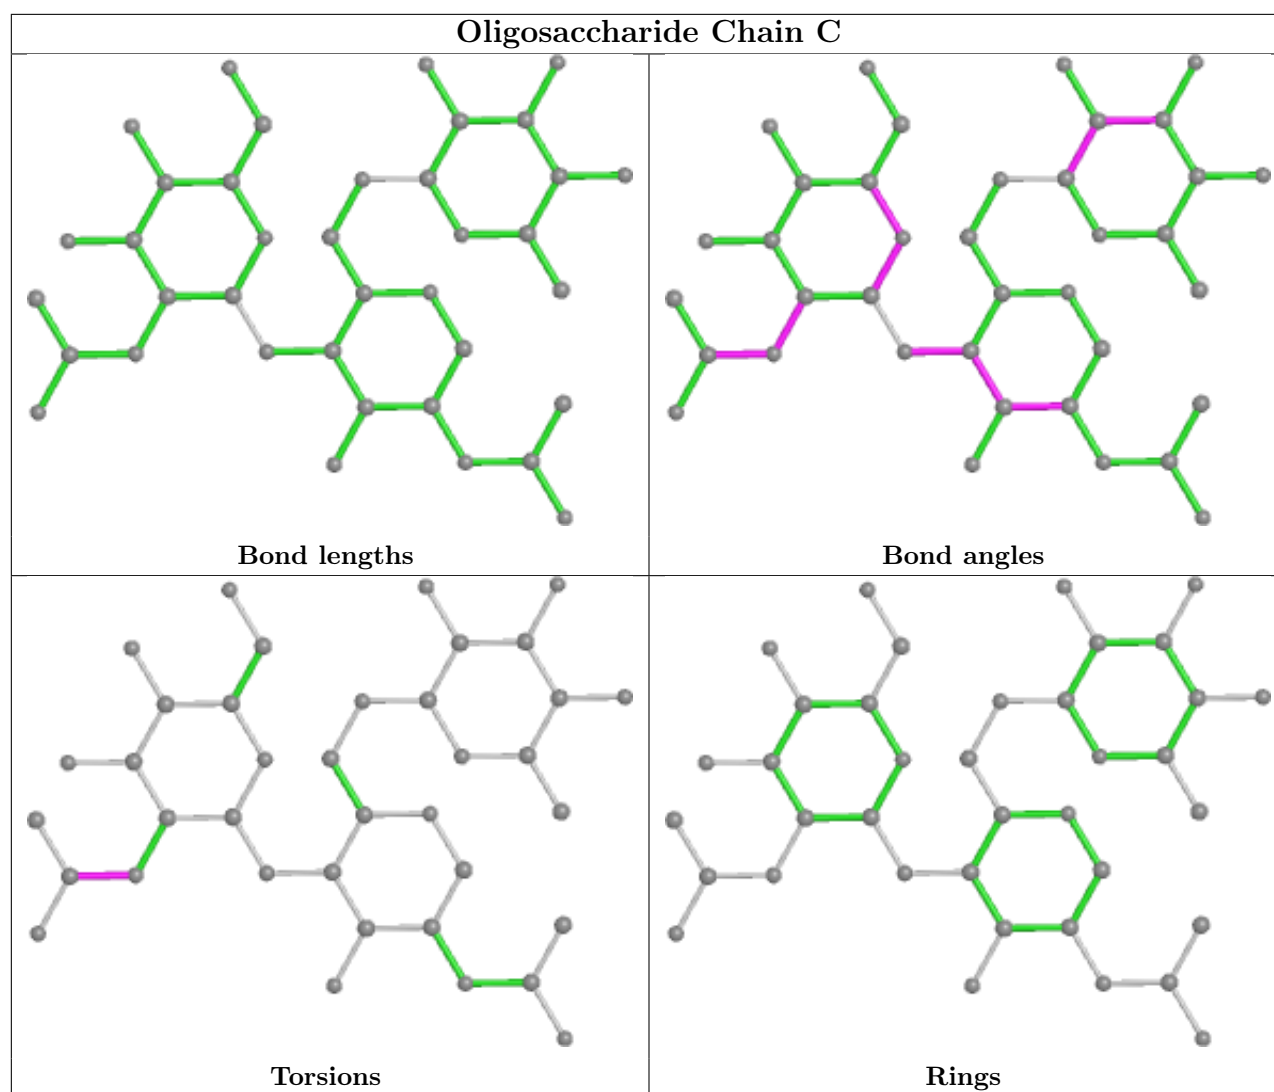 Oligosaccharide Chain C
Bond lengths
Bond angles
Torsions
Rings